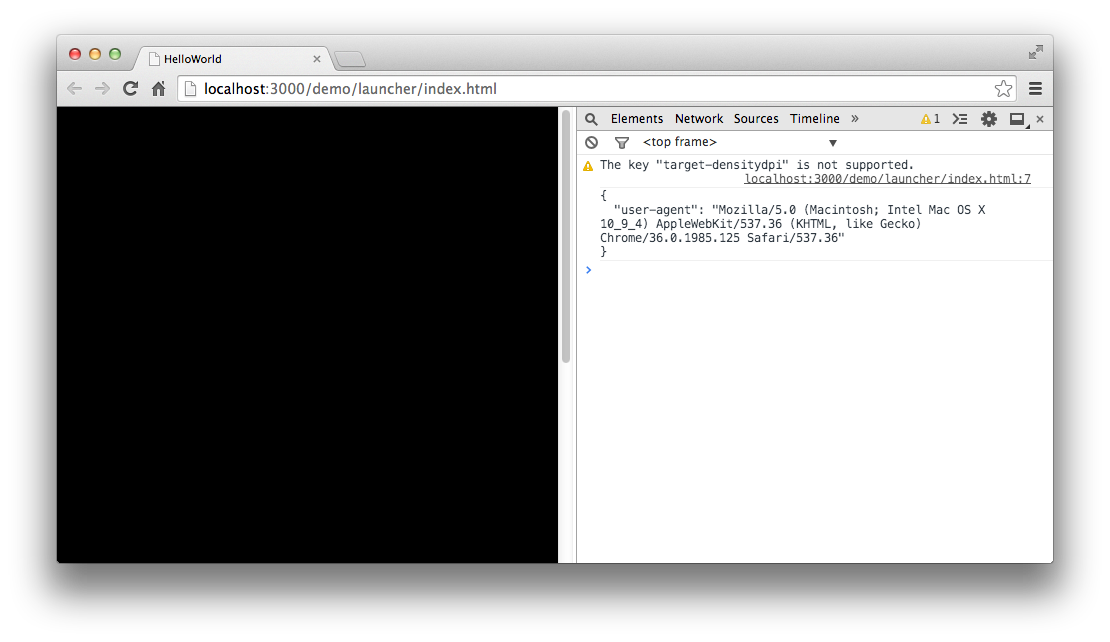 HelloWorld
localhost:3000/demo/launcher/index.html
Elements Network Sources Timeline » 1
<top frame>
The key "target-densitydpi" is not supported.
localhost:3000/demo/launcher/index.html:7
{
"user-agent": "Mozilla/5.0 (Macintosh; Intel Mac OS X
10_9_4) AppleWebKit/537.36 (KHTML, like Gecko)
Chrome/36.0.1985.125 Safari/537.36"
}